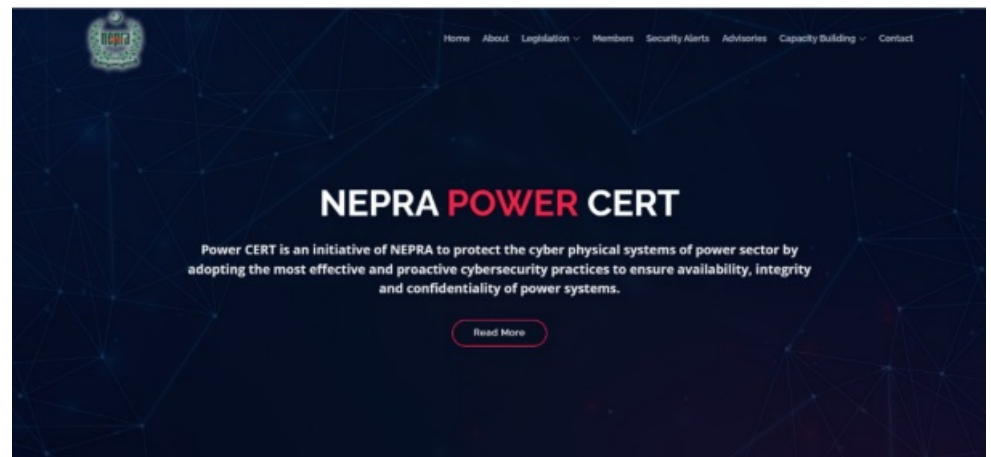 nepra
Home About Legislation Members Security Alerts Advisories Capacity Building Contact
NEPRA POWER CERT
Power CERT is an initiative of NEPRA to protect the cyber physical systems of power sector by
adopting the most effective and proactive cybersecurity practices to ensure availability, integrity
and confidentiality of power systems.
Read More